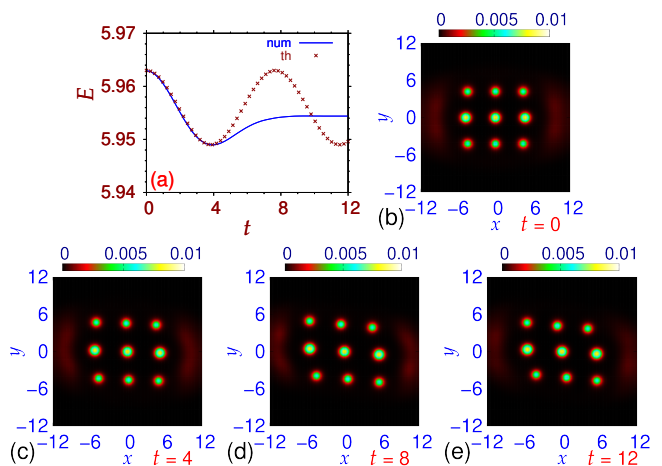 5.97
5.96
5.95
5.94
E
num
th
(a)
0 4 8 12
t
0 0.005 0.01
12
6
0
−6
−12
y
−12 −6 0 6 12
x
(b)
t = 0
0 0.005 0.01
12
6
0
−6
−12
y
−12 −6 0 6 12
x
(c)
t = 4
0 0.005 0.01
12
6
0
−6
−12
y
−12 −6 0 6 12
x
(d)
t = 8
0 0.005 0.01
12
6
0
−6
−12
y
−12 −6 0 6 12
x
(e)
t = 12